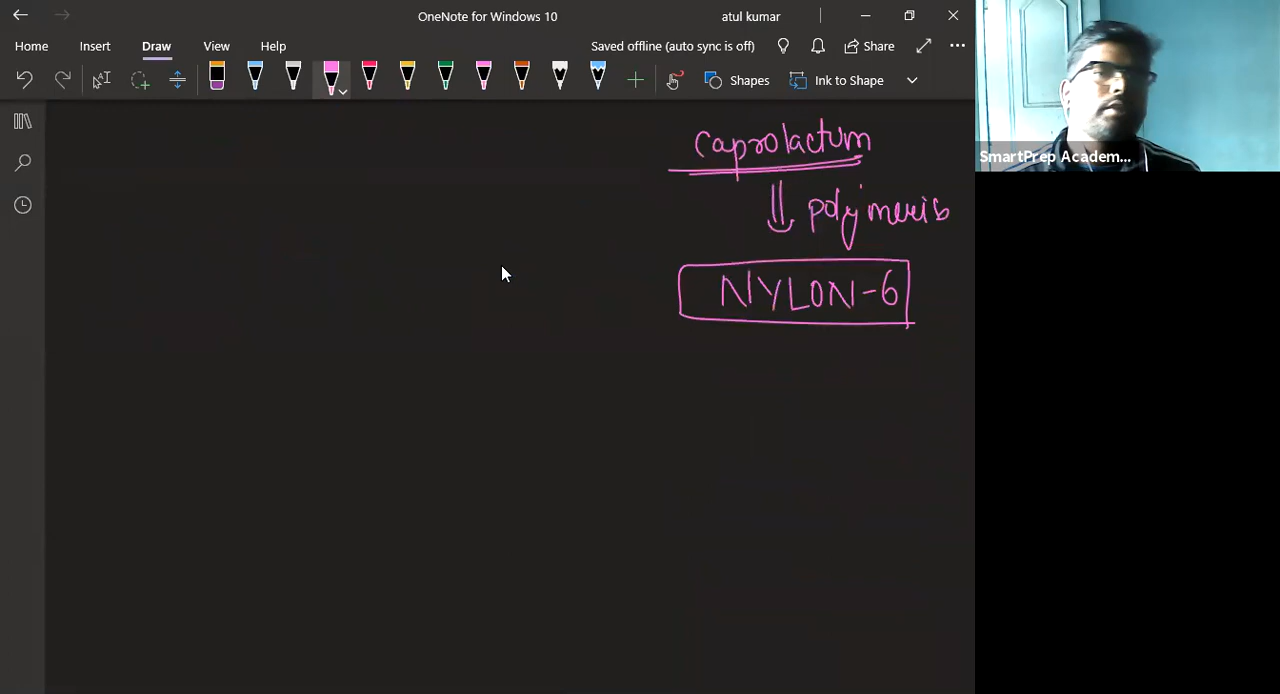 OneNote for Windows 10
atul kumar
Home Insert Draw View Help
Saved offline (auto sync is off)
Share
Shapes
Ink to Shape
SmartPrep Academ...
Caprolactum
polymeris
NYLON-6